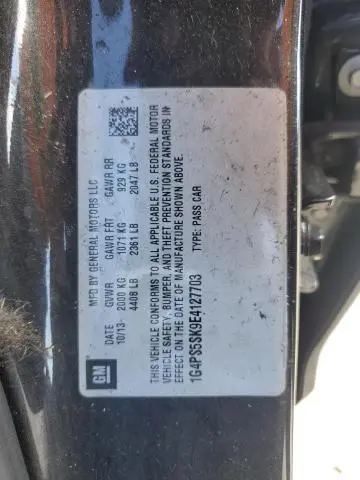 GM
MFD BY GENERAL MOTORS LLC
DATE GVWR GAWR FRT GAWR RR
10/13 2000 KG 1071 KG 929 KG
4408 LB 2361 LB 2047 LB
THIS VEHICLE CONFORMS TO ALL APPLICABLE U.S. FEDERAL MOTOR
VEHICLE SAFETY, BUMPER, AND THEFT PREVENTION STANDARDS IN
EFFECT ON THE DATE OF MANUFACTURE SHOWN ABOVE.
1G4PS5SK9E4127703 TYPE: PASS CAR